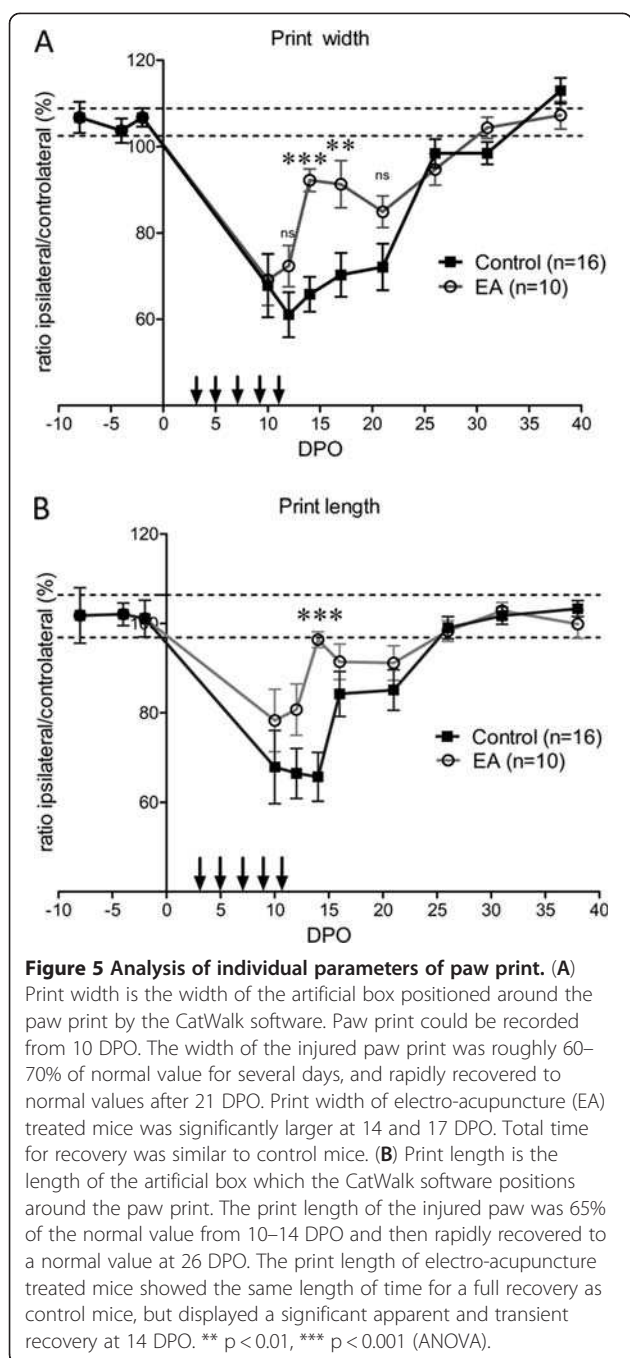 A
Print width
120
100
80
60
ratio ipsilateral/controlateral (%)
ns
***
**
ns
Control (n=16)
EA (n=10)
-10 -5 0 5 10 15 20 25 30 35 40
DPO
B
Print length
120
100
80
60
ratio ipsilateral/controlateral (%)
***
Control (n=16)
EA (n=10)
-10 -5 0 5 10 15 20 25 30 35 40
DPO
Figure 5 Analysis of individual parameters of paw print. (A)
Print width is the width of the artificial box positioned around the
paw print by the CatWalk software. Paw print could be recorded
from 10 DPO. The width of the injured paw print was roughly 60–
70% of normal value for several days, and rapidly recovered to
normal values after 21 DPO. Print width of electro-acupuncture (EA)
treated mice was significantly larger at 14 and 17 DPO. Total time
for recovery was similar to control mice. (B) Print length is the
length of the artificial box which the CatWalk software positions
around the paw print. The print length of the injured paw was 65%
of the normal value from 10–14 DPO and then rapidly recovered to
a normal value at 26 DPO. The print length of electro-acupuncture
treated mice showed the same length of time for a full recovery as
control mice, but displayed a significant apparent and transient
recovery at 14 DPO. ** p < 0.01, *** p < 0.001 (ANOVA).